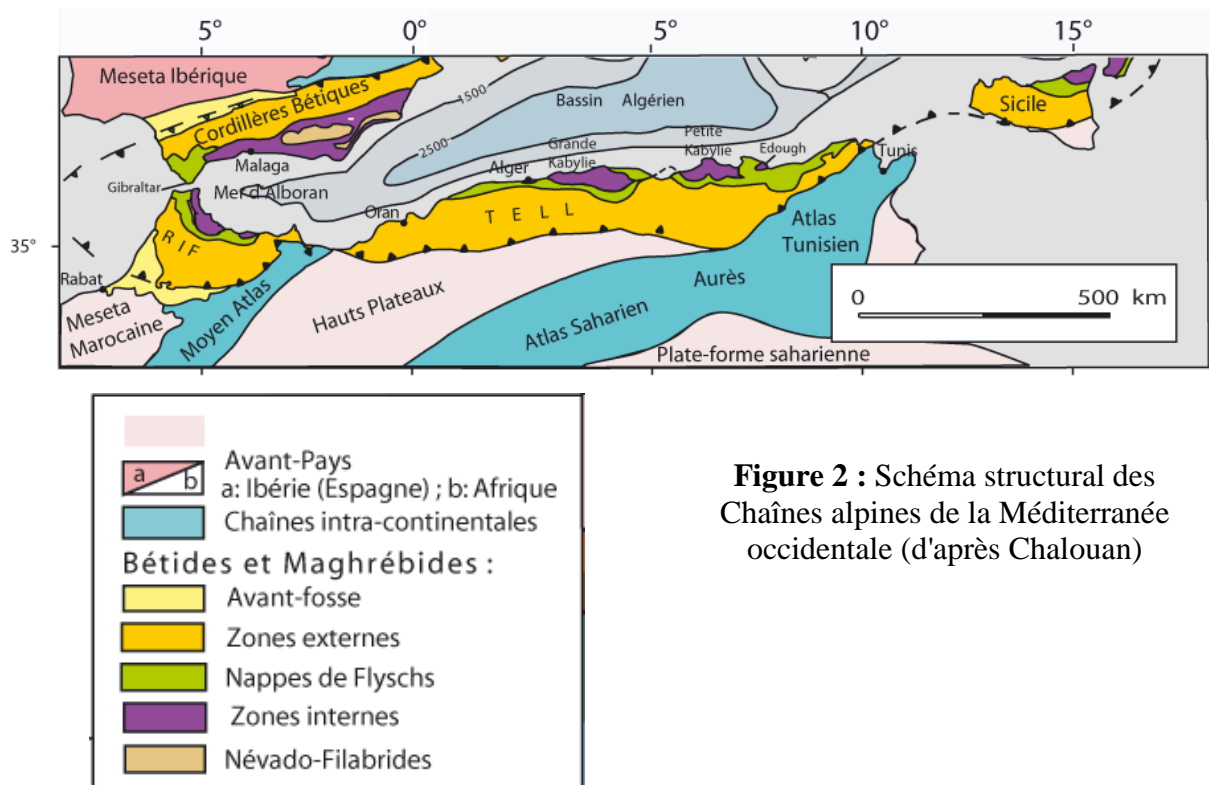 5° 0° 5° 10° 15°
Meseta Ibérique
Cordillères Bétiques
1500
Bassin Algérien
Sicile
2500
Grande
Kabylie
Petite
Kabylie
Edough
Tunis
Malaga
Alger
Gibraltar
Mer d'Alboran
Oran
TELL
Atlas
Tunisien
35°
RIF
Rabat
Aurès
0 500 km
Meseta
Marocaine
Moyen Atlas
Hauts Plateaux
Atlas Saharien
Plate-forme saharienne
a b
Avant-Pays
a: Ibérie (Espagne) ; b: Afrique
Chaînes intra-continentales
Bétides et Maghrébides :
Avant-fosse
Zones externes
Nappes de Flyschs
Zones internes
Névado-Filabrides
Figure 2 : Schéma structural des
Chaînes alpines de la Méditerranée
occidentale (d'après Chalouan)